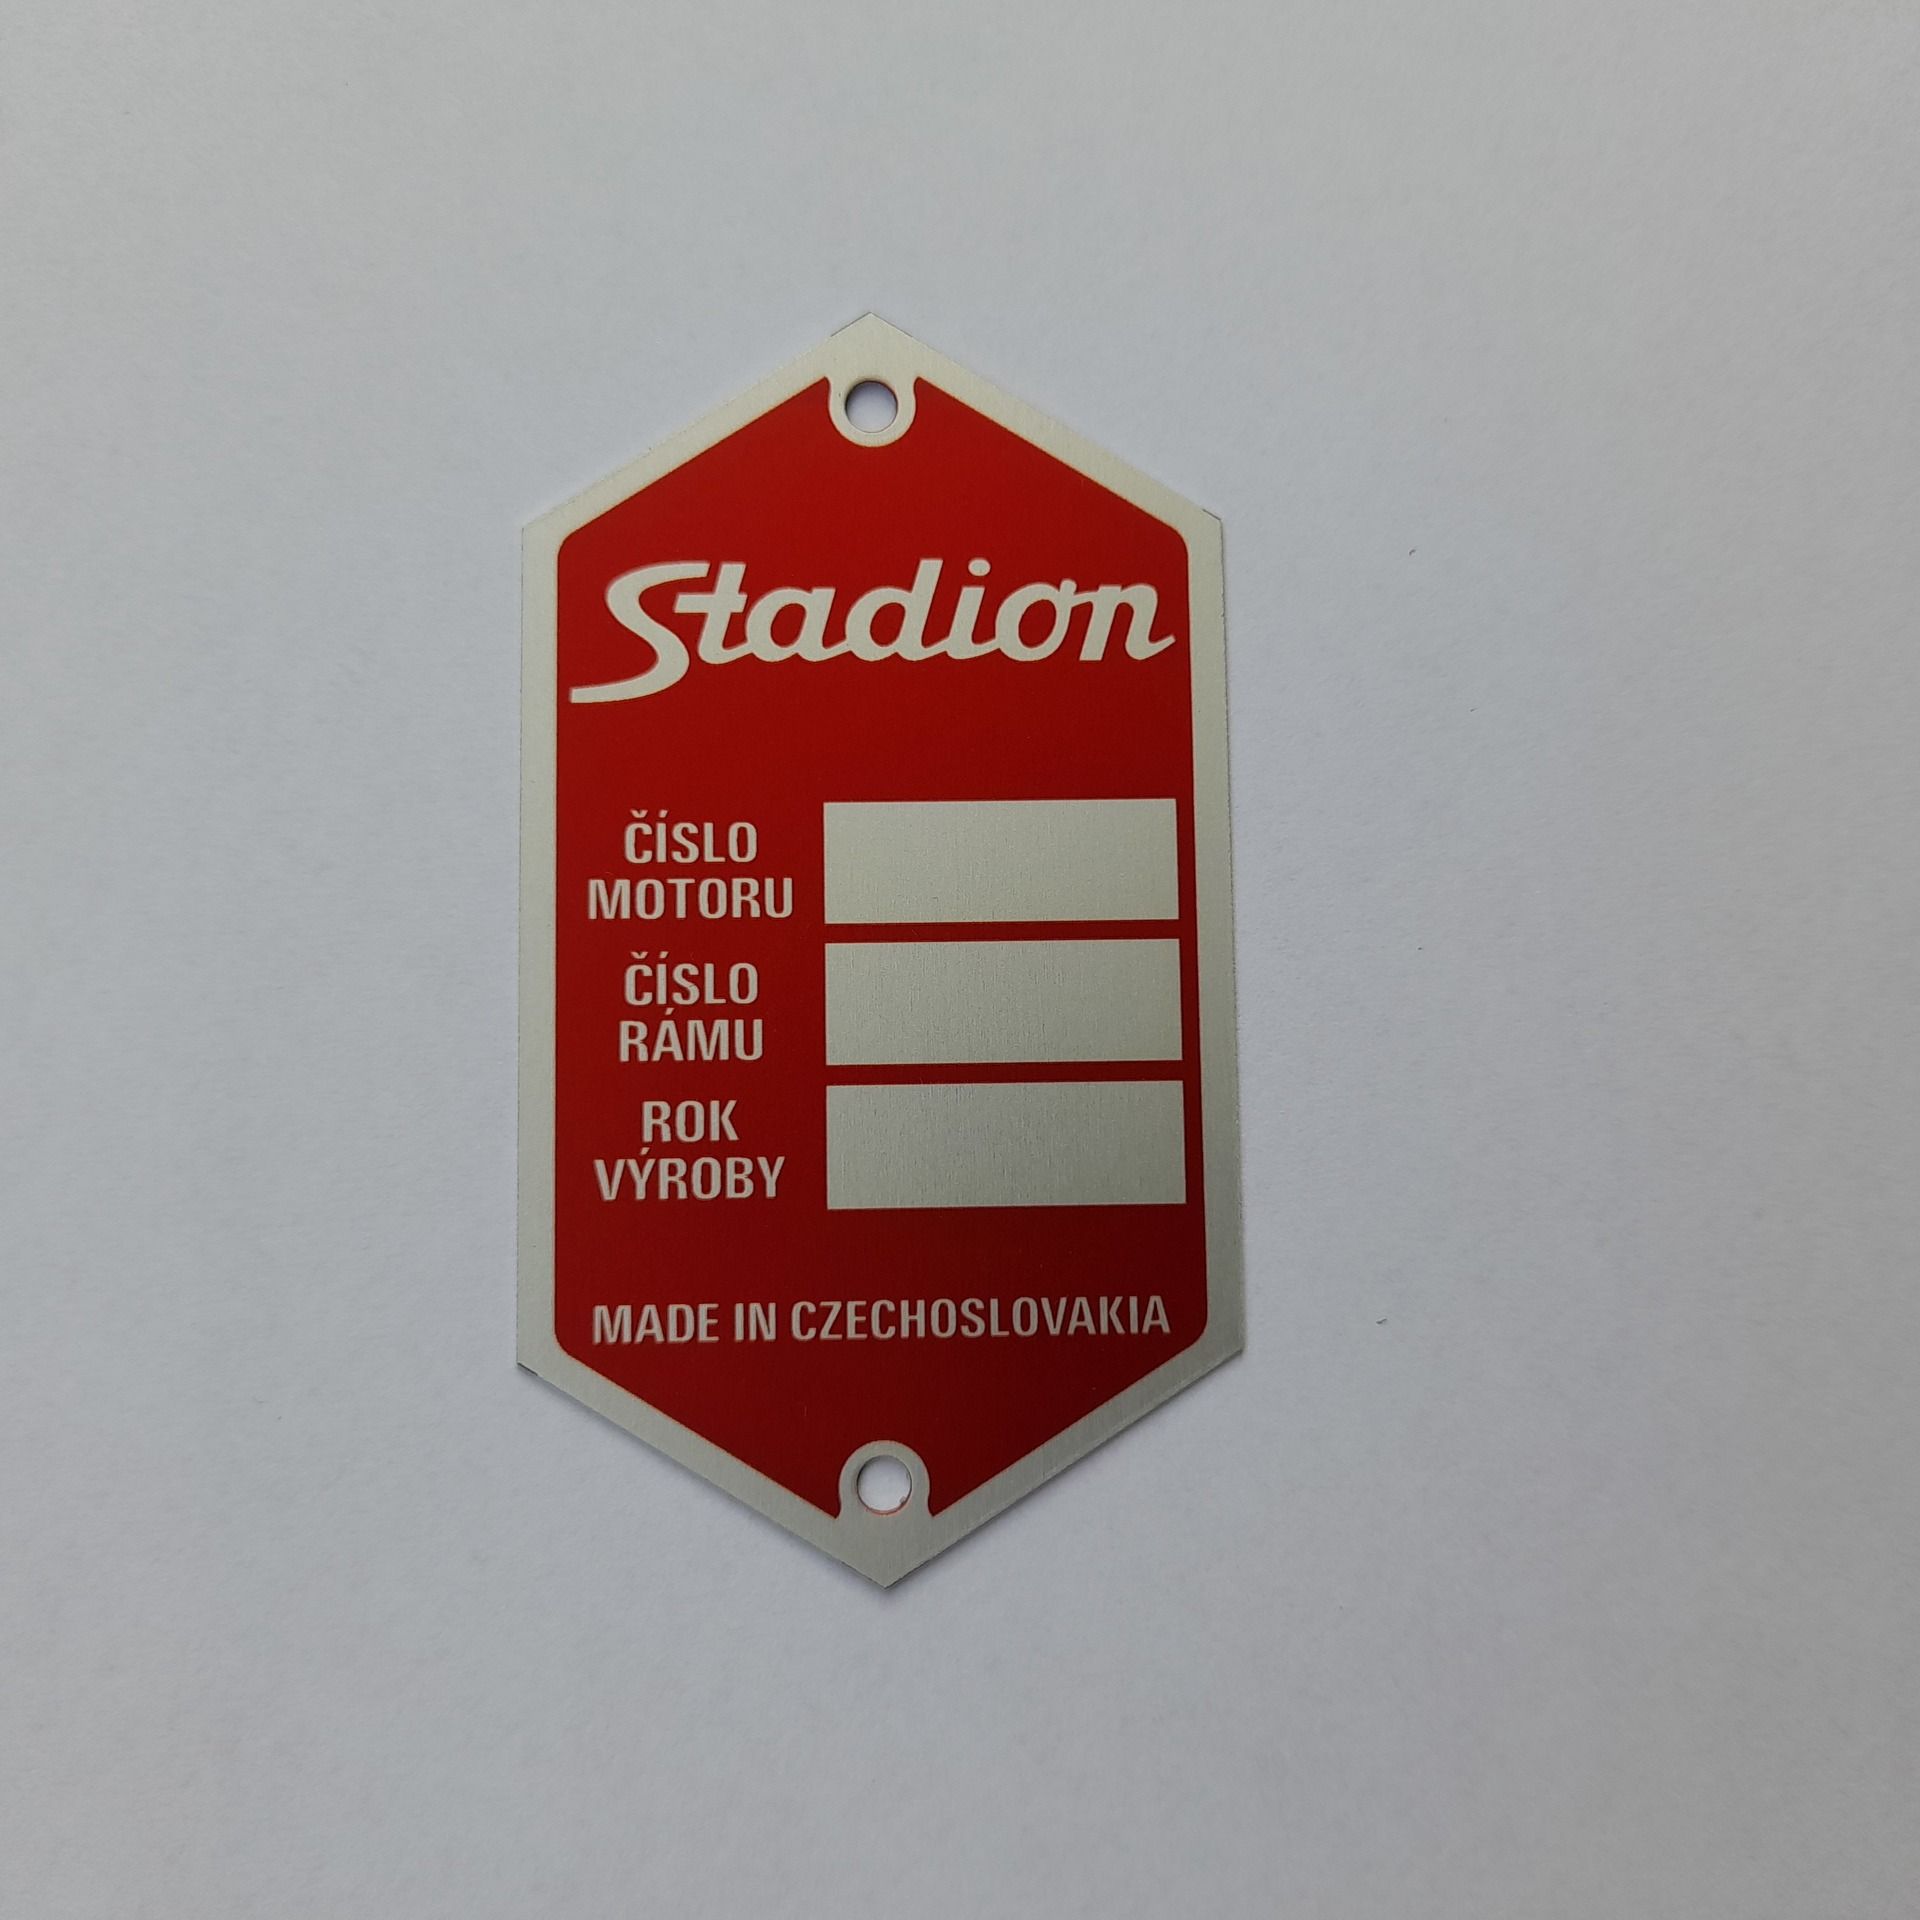 Stadion
ČÍSLO
MOTORU
ČÍSLO
RÁMU
ROK
VÝROBY
MADE IN CZECHOSLOVAKIA